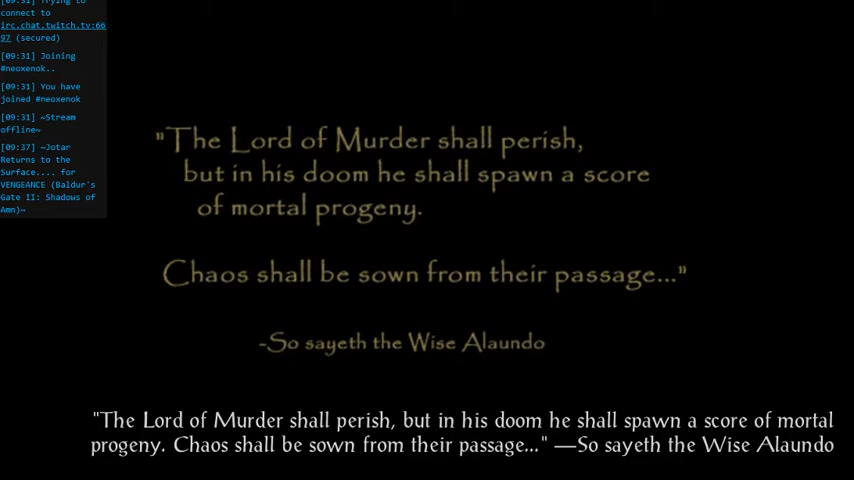 [09:31] Trying to
connect to
irc.chat.twitch.tv:66
97 (secured)
[09:31] Joining
#neoxenok..
[09:31] You have
joined #neoxenok
[09:31] ~Stream
offline~
[09:37] ~Jotar
Returns to the
Surface.... for
VENGEANCE (Baldur's
Gate II: Shadows of
Amn)~
"The Lord of Murder shall perish,
but in his doom he shall spawn a score
of mortal progeny.
Chaos shall be sown from their passage..."
-So sayeth the Wise Alaundo
"The Lord of Murder shall perish, but in his doom he shall spawn a score of mortal
progeny. Chaos shall be sown from their passage..." —So sayeth the Wise Alaundo